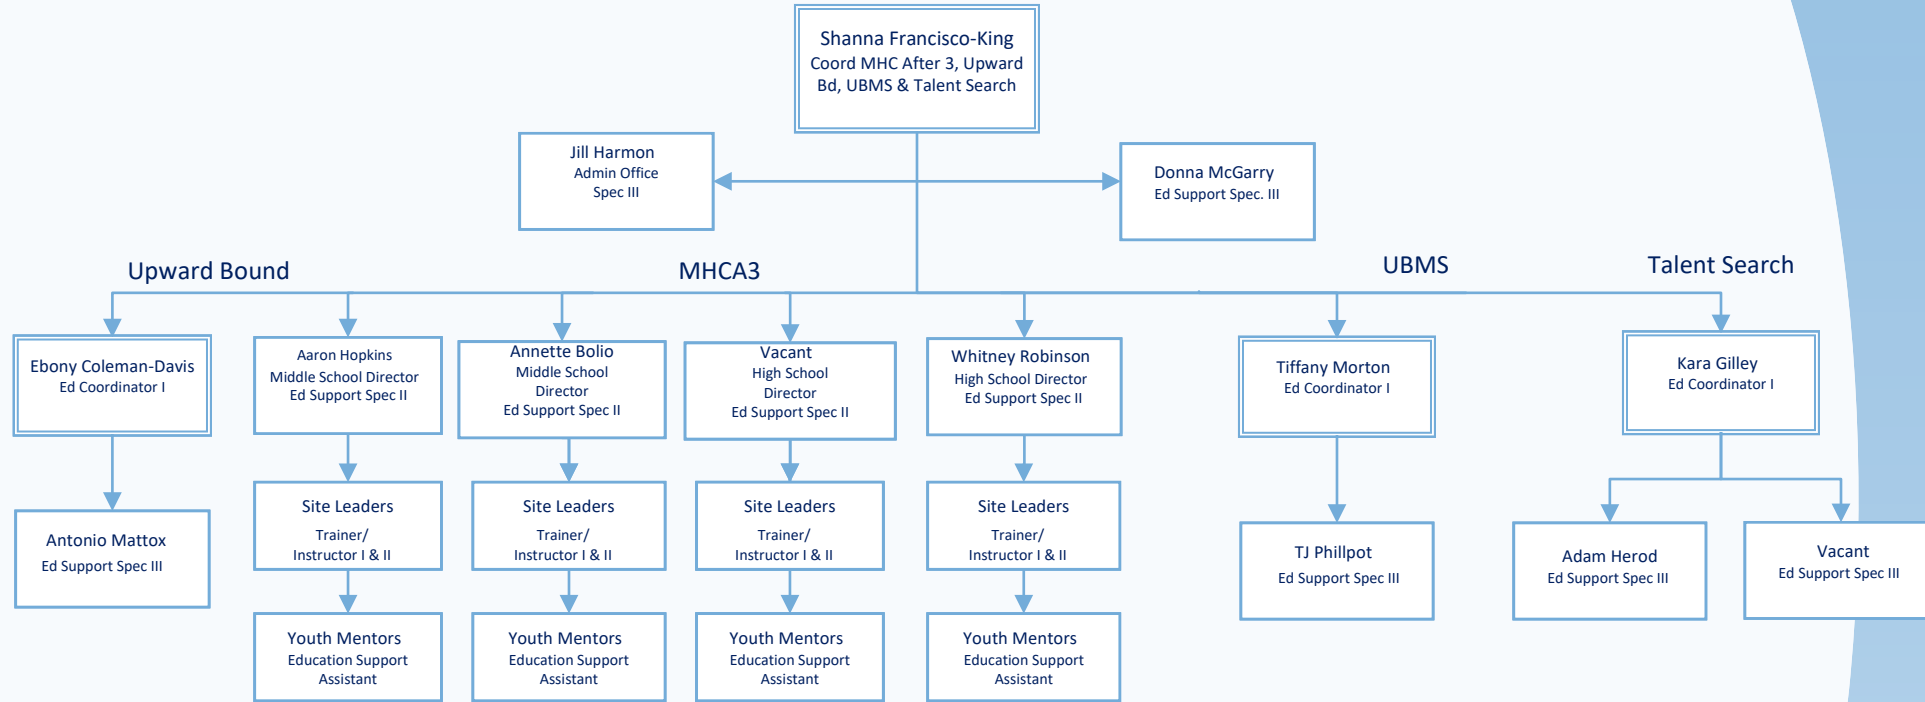 Shanna Francisco-King
Coord MHC After 3, Upward
Bd, UBMS & Talent Search
Jill Harmon
Admin Office
Spec III
Donna McGarry
Ed Support Spec. III
Upward Bound
MHCA3
UBMS
Talent Search
Ebony Coleman-Davis
Ed Coordinator I
Aaron Hopkins
Middle School Director
Ed Support Spec II
Annette Bolio
Middle School
Director
Ed Support Spec II
Vacant
High School
Director
Ed Support Spec II
Whitney Robinson
High School Director
Ed Support Spec II
Tiffany Morton
Ed Coordinator I
Kara Gilley
Ed Coordinator I
Antonio Mattox
Ed Support Spec III
Site Leaders
Trainer/
Instructor I & II
Site Leaders
Trainer/
Instructor I & II
Site Leaders
Trainer/
Instructor I & II
Site Leaders
Trainer/
Instructor I & II
TJ Phillpot
Ed Support Spec III
Adam Herod
Ed Support Spec III
Vacant
Ed Support Spec III
Youth Mentors
Education Support
Assistant
Youth Mentors
Education Support
Assistant
Youth Mentors
Education Support
Assistant
Youth Mentors
Education Support
Assistant